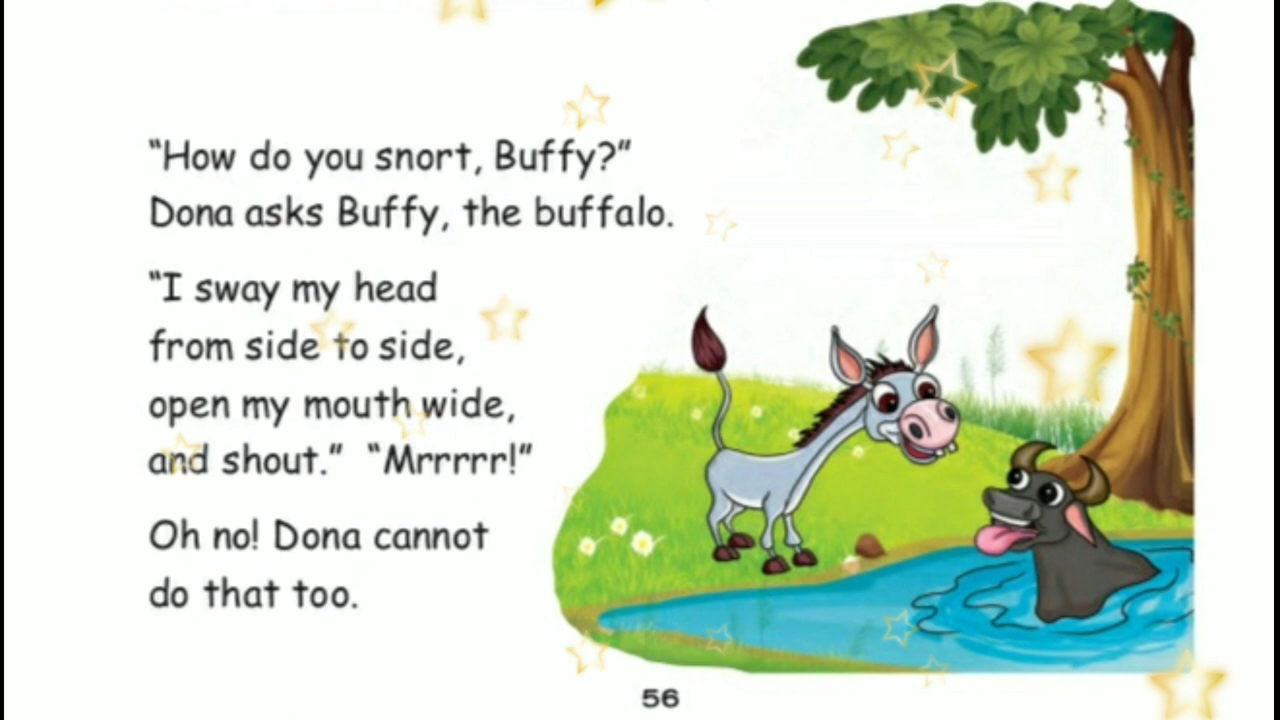 “How do you snort, Buffy?”
Dona asks Buffy, the buffalo.
“I sway my head
from side to side,
open my mouth wide,
and shout.” “Mrrrrr!”
Oh no! Dona cannot
do that too.
56